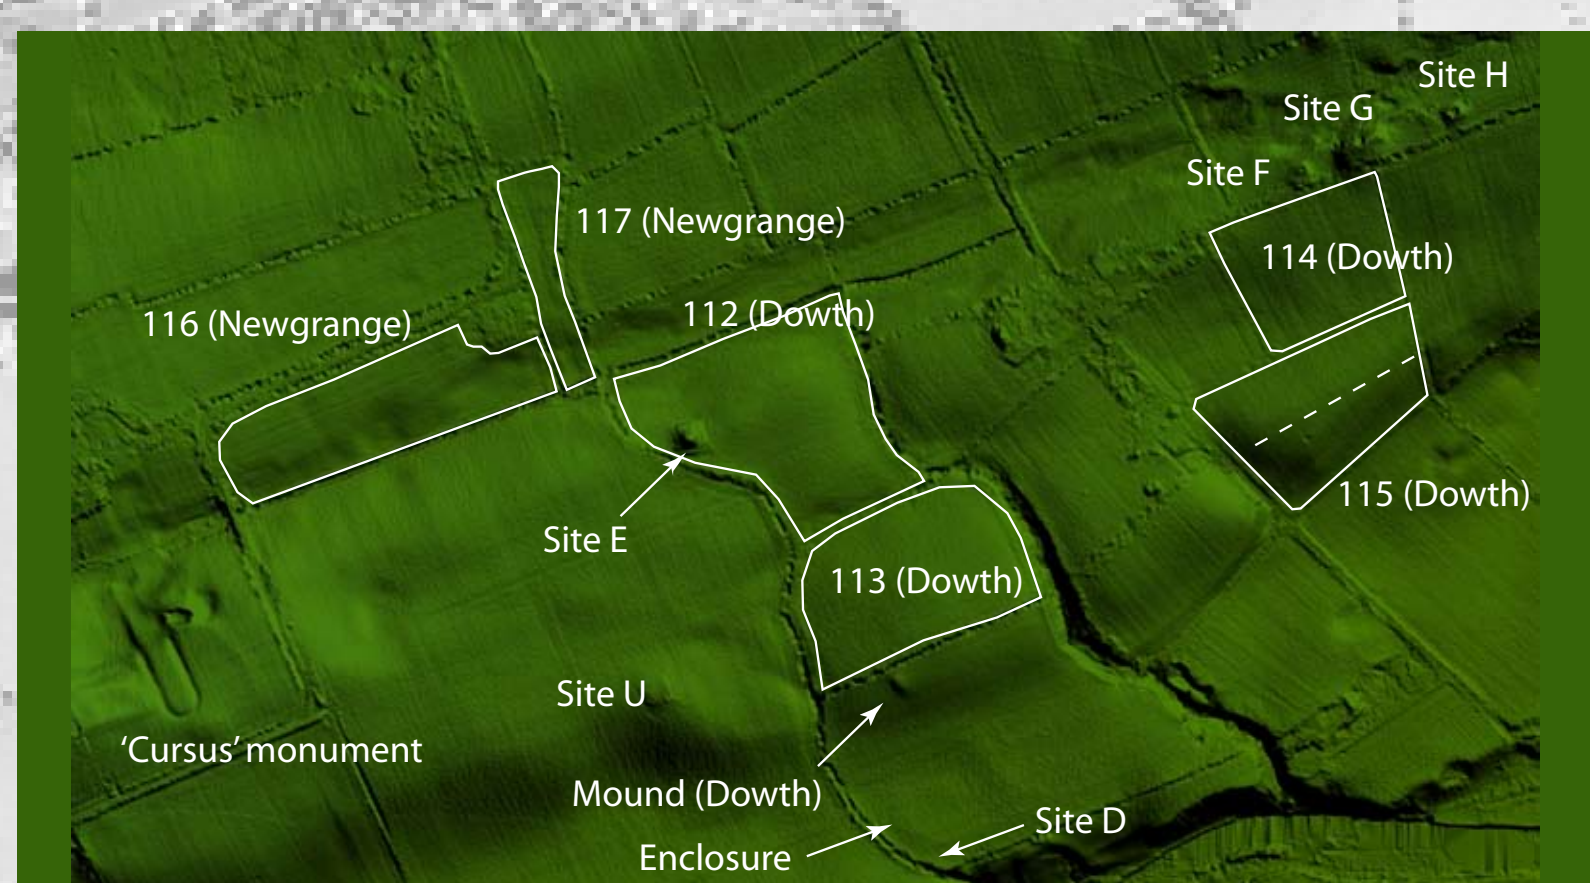 Site H
Site G
Site F
117 (Newgrange)
114 (Dowth)
112 (Dowth)
116 (Newgrange)
115 (Dowth)
Site E
113 (Dowth)
Site U
‘Cursus’ monument
Mound (Dowth)
Site D
Enclosure